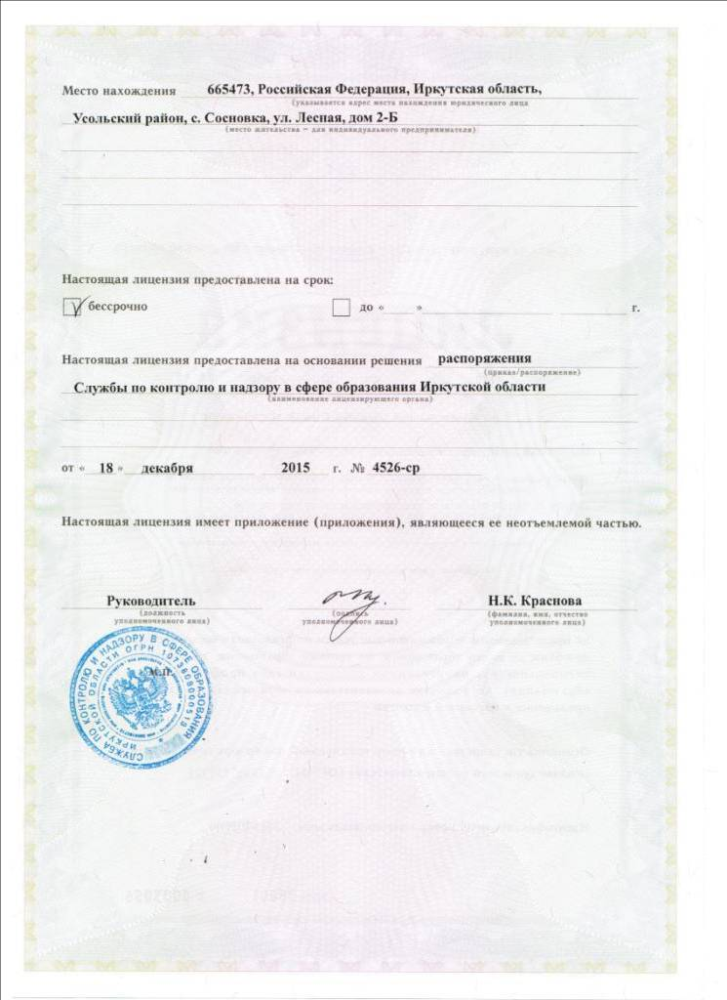 Место нахождения 665473, Российская Федерация, Иркутская область,
(указывается адрес места нахождения юридического лица
Усольский район, с. Сосновка, ул. Лесная, дом 2-Б
(место жительства – для индивидуального предпринимателя)
Настоящая лицензия предоставлена на срок:
бессрочно до « » г.
Настоящая лицензия предоставлена на основании решения распоряжения
(приказ/распоряжение)
Службы по контролю и надзору в сфере образования Иркутской области
(наименование лицензирующего органа)
от « 18 » декабря 2015 г. № 4526-ср
Настоящая лицензия имеет приложение (приложения), являющееся ее неотъемлемой частью.
Руководитель Н.К. Краснова
(должность (подпись (фамилия, имя, отчество
уполномоченного лица) уполномоченного лица) уполномоченного лица)
М.П.
СЛУЖБА ПО КОНТРОЛЮ И НАДЗОРУ В СФЕРЕ ОБРАЗОВАНИЯ
ИРКУТСКОЙ ОБЛАСТИ ОГРН